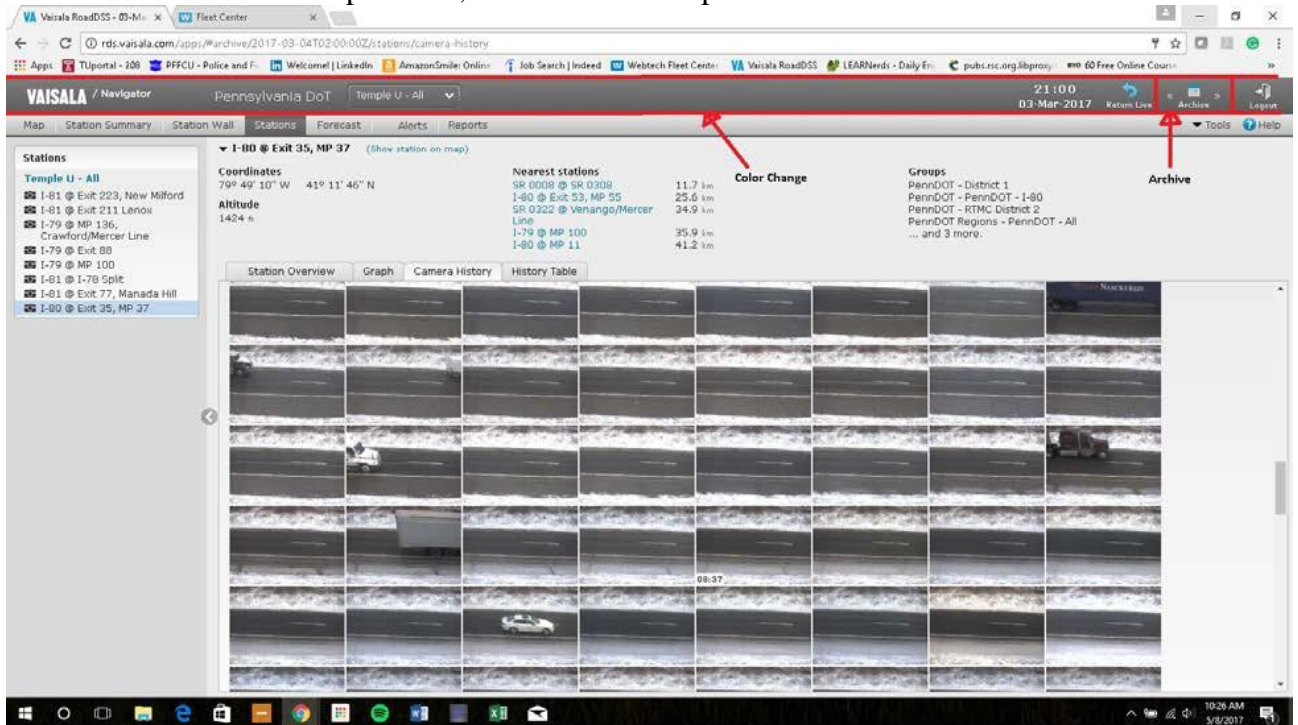 Vaisala RoadDSS - 03-Ma
Fleet Center
rds.vaisala.com/apps/#archive/2017-03-04T02:00:00Z/stations/camera-history
Apps TUportal - 208 PFFCU - Police and Fi Welcome! | LinkedIn AmazonSmile: Online Job Search | Indeed Webtech Fleet Center Vaisala RoadDSS LEARNerds - Daily En pubs.rsc.org.libproxy 60 Free Online Course »
VAISALA / Navigator Pennsylvania DoT Temple U - All 21:00 03-Mar-2017 Return Live « Archive » Logout
Map Station Summary Station Wall Stations Forecast Alerts Reports Tools Help
Stations
Temple U - All
I-81 @ Exit 223, New Milford
I-81 @ Exit 211 Lenox
I-79 @ MP 136,
Crawford/Mercer Line
I-79 @ Exit 88
I-79 @ MP 100
I-81 @ I-78 Split
I-81 @ Exit 77, Manada Hill
I-80 @ Exit 35, MP 37
I-80 @ Exit 35, MP 37 (Show station on map)
Coordinates
79º 49' 10" W 41º 11' 46" N
Altitude
1424 ft
Nearest stations
SR 0008 @ SR 0308 11.7 km
I-80 @ Exit 53, MP 55 25.6 km
SR 0322 @ Venango/Mercer 34.9 km
Line
I-79 @ MP 100 35.9 km
I-80 @ MP 11 41.2 km
Color Change
Groups
PennDOT - District 1
PennDOT - PennDOT - I-80
PennDOT - RTMC District 2
PennDOT Regions - PennDOT - All
... and 3 more.
Archive
Station Overview Graph Camera History History Table
08:37
10:26 AM
5/8/2017